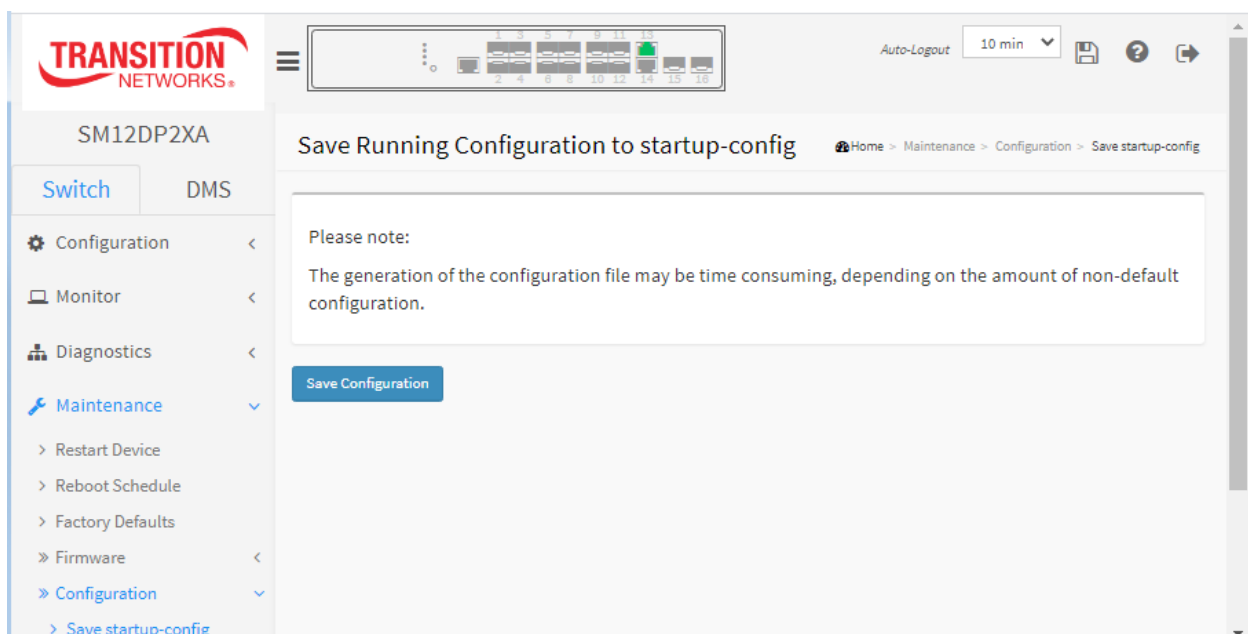 TRANSITION
NETWORKS®
1 3 5 7 9 11 13
2 4 6 8 10 12 14 15 16
Auto-Logout 10 min
SM12DP2XA
Switch DMS
Configuration
Monitor
Diagnostics
Maintenance
Restart Device
Reboot Schedule
Factory Defaults
Firmware
Configuration
Save startup-config
Save Running Configuration to startup-config
Home > Maintenance > Configuration > Save startup-config
Please note:
The generation of the configuration file may be time consuming, depending on the amount of non-default
configuration.
Save Configuration